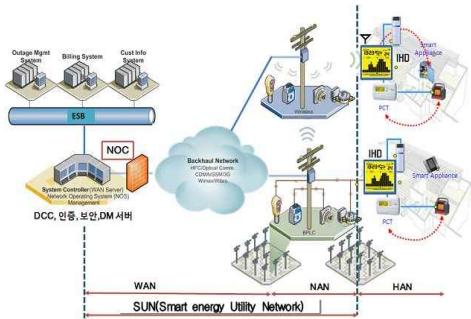 Outage Mgmt
System
Billing System
Cust Info
System
ESB
NOC
System Controller(WAN Server)
Network Operating System (NOS)
Management
DCC, 인증, 보안,DM 서버
Backhaul Network
HFC/Optical Comm.
CDMA/GSM/3G
Wimax/Wibro
Wireless
BPLC
IHD
Smart
Appliance
PCT
IHD
Smart Appliance
PCT
WAN
NAN
HAN
SUN(Smart energy Utility Network)